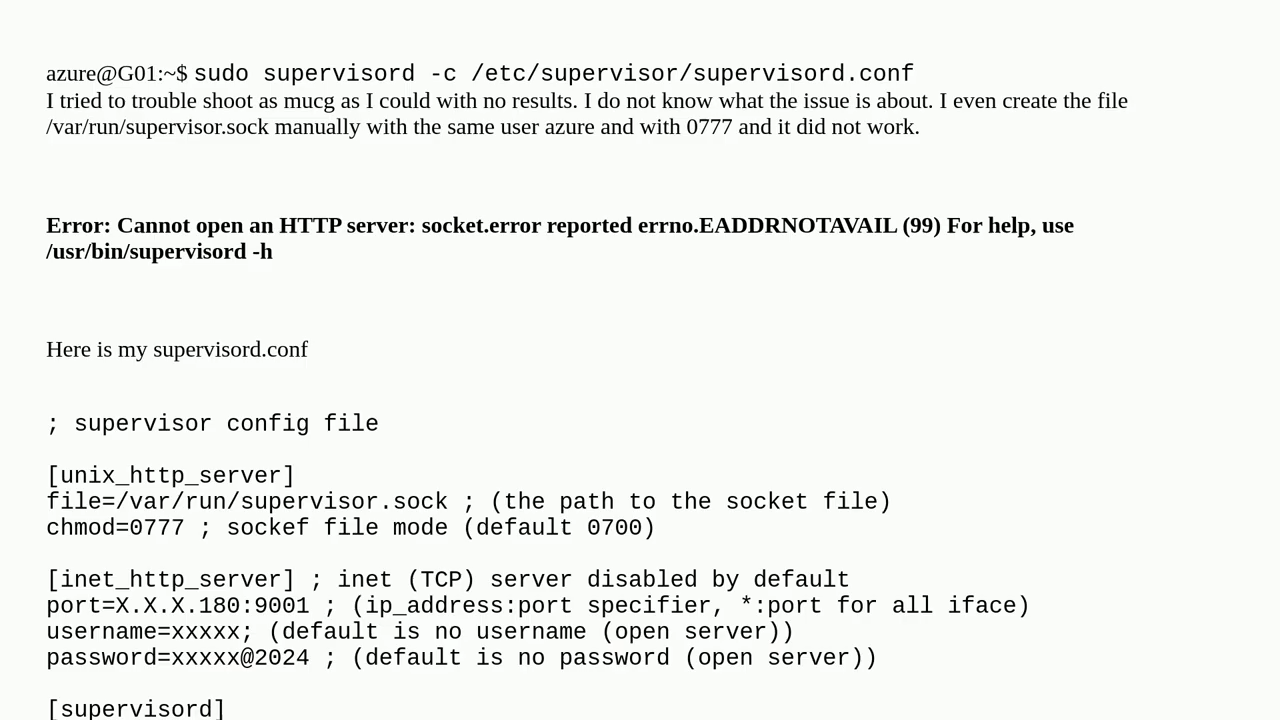 azure@G01:~$ sudo supervisord -c /etc/supervisor/supervisord.conf
I tried to trouble shoot as mucg as I could with no results. I do not know what the issue is about. I even create the file
/var/run/supervisor.sock manually with the same user azure and with 0777 and it did not work.
Error: Cannot open an HTTP server: socket.error reported errno.EADDRNOTAVAIL (99) For help, use
/usr/bin/supervisord -h
Here is my supervisord.conf
; supervisor config file
[unix_http_server]
file=/var/run/supervisor.sock ; (the path to the socket file)
chmod=0777 ; sockef file mode (default 0700)
[inet_http_server] ; inet (TCP) server disabled by default
port=X.X.X.180:9001 ; (ip_address:port specifier, *:port for all iface)
username=xxxxx; (default is no username (open server))
password=xxxxx@2024 ; (default is no password (open server))
[supervisord]